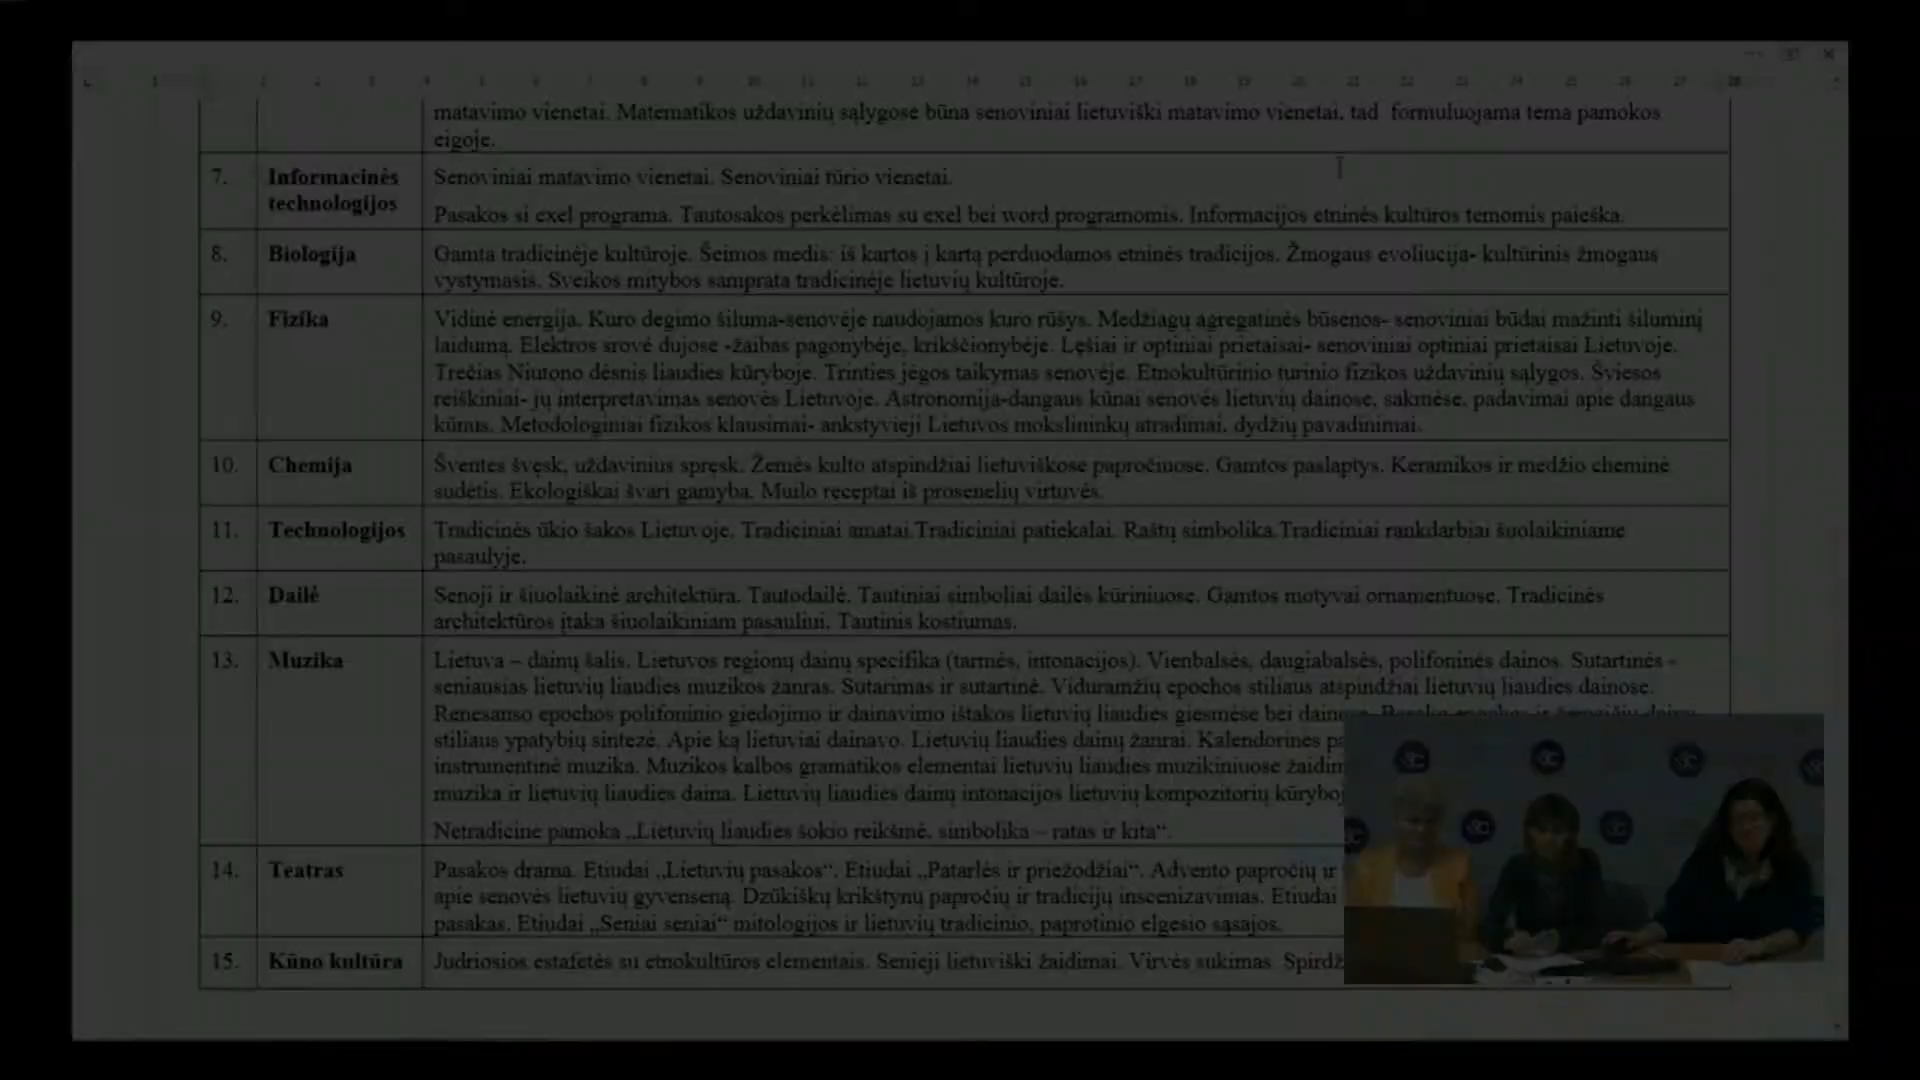 matavimo vienetai. Matematikos uždavinių sąlygose būna senoviniai lietuviški matavimo vienetai, tad formuluojama tema pamokos
eigoje.
7. Informacinės technologijos
Senoviniai matavimo vienetai. Senoviniai tūrio vienetai.
Pasakos si exel programa. Tautosakos perkėlimas su exel bei word programomis. Informacijos etninės kultūros temomis paieška.
8. Biologija
Gamta tradicinėje kultūroje. Šeimos medis: iš kartos į kartą perduodamos etninės tradicijos. Žmogaus evoliucija- kultūrinis žmogaus
vystymasis. Sveikos mitybos samprata tradicinėje lietuvių kultūroje.
9. Fizika
Vidinė energija. Kuro degimo šiluma-senovėje naudojamos kuro rūšys. Medžiagų agregatinės būsenos- senoviniai būdai mažinti šiluminį
laidumą. Elektros srovė dujose -žaibas pagonybėje, krikščionybėje. Lęšiai ir optiniai prietaisai- senoviniai optiniai prietaisai Lietuvoje.
Trečias Niutono dėsnis liaudies kūryboje. Trinties jėgos taikymas senovėje. Etnokultūrinio turinio fizikos uždavinių sąlygos. Šviesos
reiškiniai- jų interpretavimas senovės Lietuvoje. Astronomija-dangaus kūnai senovės lietuvių dainose, sakmėse, padavimai apie dangaus
kūnus. Metodologiniai fizikos klausimai- ankstyvieji Lietuvos mokslininkų atradimai, dydžių pavadinimai.
10. Chemija
Šventes švęsk, uždavinius spręsk. Žemės kulto atspindžiai lietuviškose papročiuose. Gamtos paslaptys. Keramikos ir medžio cheminė
sudėtis. Ekologiškai švari gamyba. Muilo receptai iš prosenelių virtuvės.
11. Technologijos
Tradicinės ūkio šakos Lietuvoje. Tradiciniai amatai.Tradiciniai patiekalai. Raštų simbolika.Tradiciniai rankdarbiai šuolaikiniame
pasaulyje.
12. Dailė
Senoji ir šiuolaikinė architektūra. Tautodailė. Tautiniai simboliai dailės kūriniuose. Gamtos motyvai ornamentuose. Tradicinės
architektūros įtaka šiuolaikiniam pasauliui. Tautinis kostiumas.
13. Muzika
Lietuva – dainų šalis. Lietuvos regionų dainų specifika (tarmės, intonacijos). Vienbalsės, daugiabalsės, polifoninės dainos. Sutartinės -
seniausias lietuvių liaudies muzikos žanras. Sutarimas ir sutartinė. Viduramžių epochos stiliaus atspindžiai lietuvių liaudies dainose.
Renesanso epochos polifoninio giedojimo ir dainavimo ištakos lietuvių liaudies giesmėse bei
stiliaus ypatybių sintezė. Apie ką lietuviai dainavo. Lietuvių liaudies dainų žanrai. Kalendorinės
instrumentinė muzika. Muzikos kalbos gramatikos elementai lietuvių liaudies muzikiniuose
muzika ir lietuvių liaudies daina. Lietuvių liaudies dainų intonacijos lietuvių kompozitorių
Netradicinė pamoka „Lietuvių liaudies šokio reikšmė, simbolika – ratas ir kita“.
14. Teatras
Pasakos drama. Etiudai „Lietuvių pasakos“. Etiudai „Patarlės ir priežodžiai“. Advento papročių ir
apie senovės lietuvių gyvenseną. Dzūkiškų krikštynų papročių ir tradicijų inscenizavimas. Etiudai
pasakas. Etiudai „Seniai seniai“ mitologijos ir lietuvių tradicinio, paprotinio elgesio sąsajos.
15. Kūno kultūra
Judriosios estafetės su etnokultūros elementais. Senieji lietuviški žaidimai. Virvės sukimas.